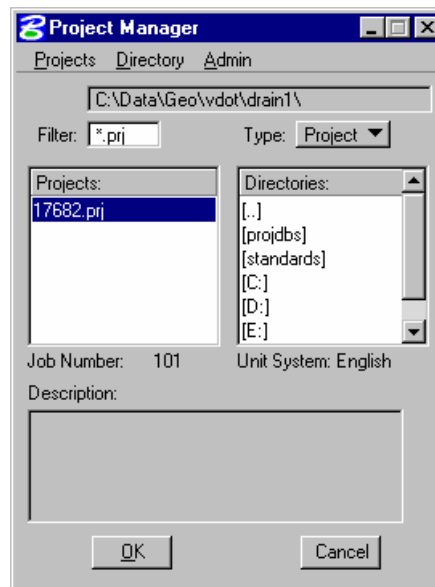 Project Manager
Projects Directory Admin
C:\Data\Geo\vdot\drain1\
Filter: *.prj Type: Project
Projects: Directories:
17682.prj [..]
[projdbs]
[standards]
[C:]
[D:]
[E:]
Job Number: 101 Unit System: English
Description:
OK Cancel